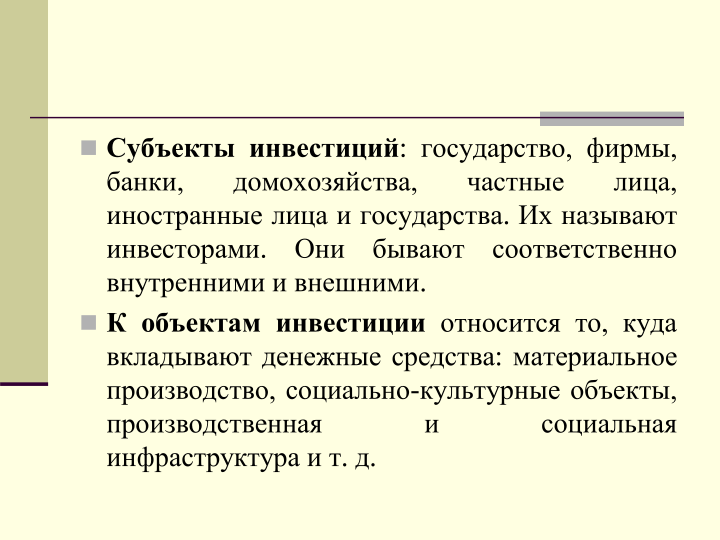 Субъекты инвестиций: государство, фирмы,
банки, домохозяйства, частные лица,
иностранные лица и государства. Их называют
инвесторами. Они бывают соответственно
внутренними и внешними.
К объектам инвестиции относится то, куда
вкладывают денежные средства: материальное
производство, социально-культурные объекты,
производственная и социальная
инфраструктура и т. д.